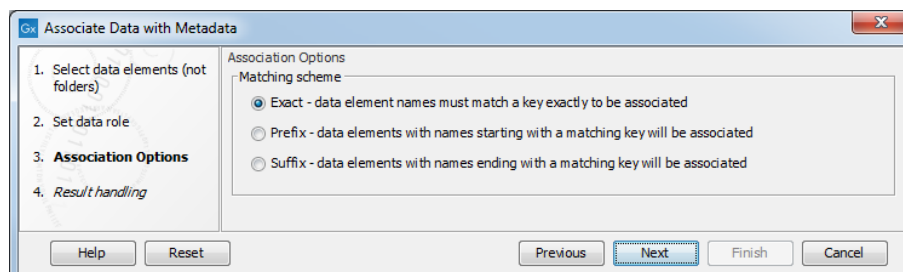 Gx Associate Data with Metadata
1. Select data elements (not
folders)
2. Set data role
3. Association Options
4. Result handling
Association Options
Matching scheme
Exact - data element names must match a key exactly to be associated
Prefix - data elements with names starting with a matching key will be associated
Suffix - data elements with names ending with a matching key will be associated
Help Reset Previous Next Finish Cancel